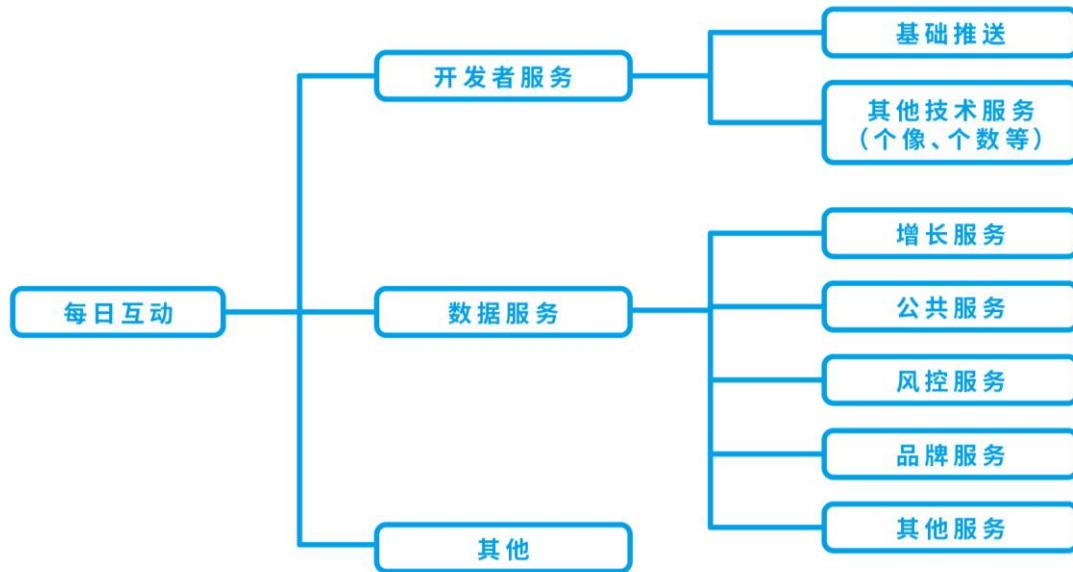 每日互动
开发者服务
基础推送
其他技术服务
（个像、个数等）
数据服务
增长服务
公共服务
风控服务
品牌服务
其他服务
其他